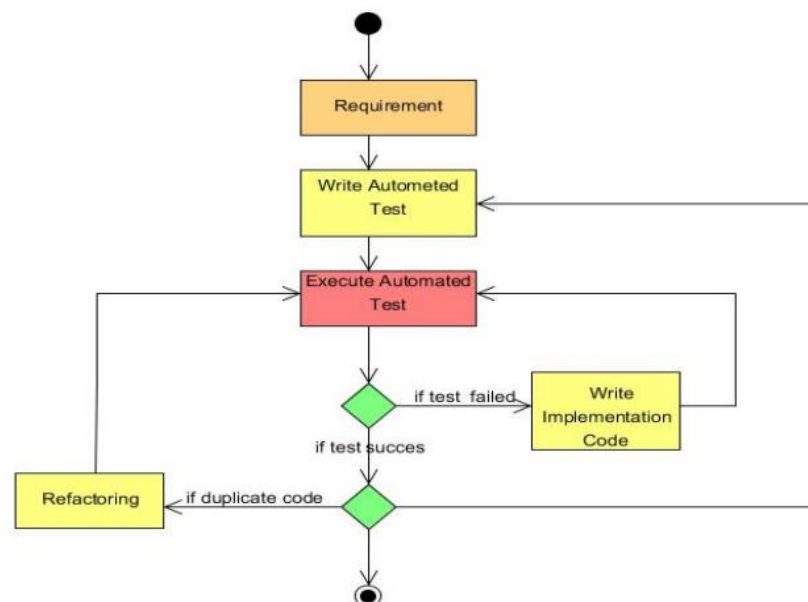 Requirement
Write Autometed
Test
Execute Automated
Test
if test failed
Write
Implementation
Code
if test succes
Refactoring
if duplicate code